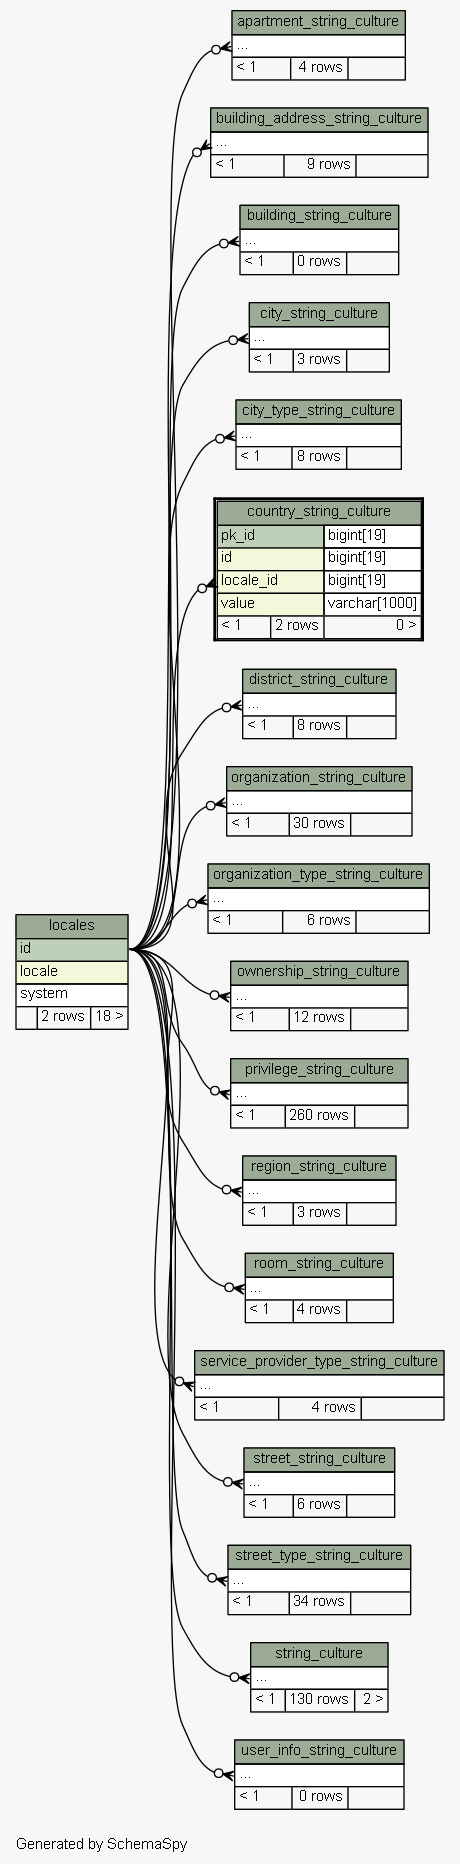 apartment_string_culture
...
< 1 4 rows
building_address_string_culture
...
< 1 9 rows
building_string_culture
...
< 1 0 rows
city_string_culture
...
< 1 3 rows
city_type_string_culture
...
< 1 8 rows
country_string_culture
pk_id bigint[19]
id bigint[19]
locale_id bigint[19]
value varchar[1000]
< 1 2 rows 0 >
district_string_culture
...
< 1 8 rows
organization_string_culture
...
< 1 30 rows
organization_type_string_culture
...
< 1 6 rows
locales
id
locale
system
2 rows 18 >
ownership_string_culture
...
< 1 12 rows
privilege_string_culture
...
< 1 260 rows
region_string_culture
...
< 1 3 rows
room_string_culture
...
< 1 4 rows
service_provider_type_string_culture
...
< 1 4 rows
street_string_culture
...
< 1 6 rows
street_type_string_culture
...
< 1 34 rows
string_culture
...
< 1 130 rows 2 >
user_info_string_culture
...
< 1 0 rows
Generated by SchemaSpy